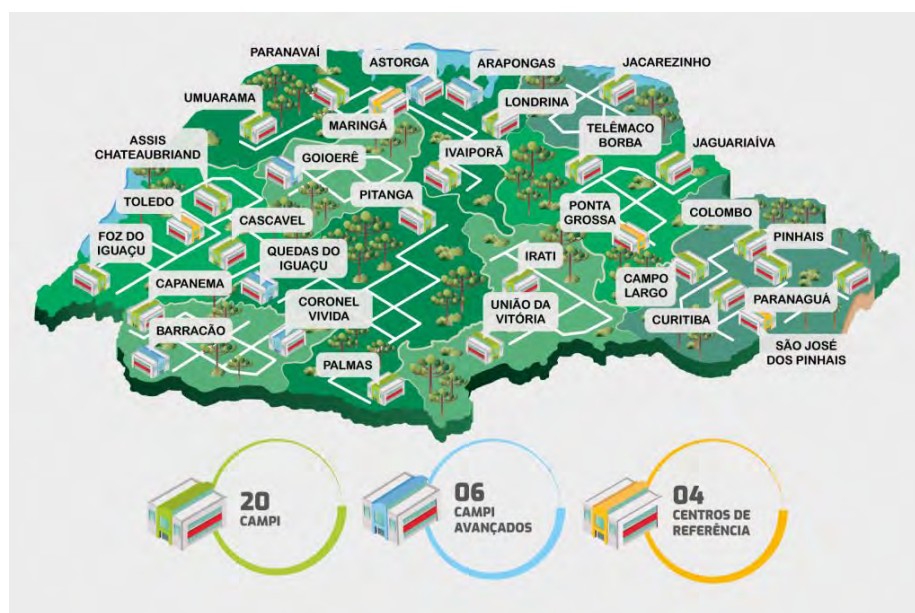 PARANAVAÍ
ASTORGA
ARAPONGAS
JACAREZINHO
UMUARAMA
LONDRINA
MARINGÁ
TELÊMACO
BORBA
ASSIS
CHATEAUBRIAND
GOIOERÊ
IVAIPORÃ
JAGUARIAÍVA
TOLEDO
PITANGA
CASCAVEL
PONTA
GROSSA
COLOMBO
FOZ DO
IGUAÇU
QUEDAS DO
IGUAÇU
IRATI
PINHAIS
CAPANEMA
CAMPO
LARGO
CORONEL
VIVIDA
UNIÃO DA
VITÓRIA
PARANAGUÁ
BARRACÃO
CURITIBA
SÃO JOSÉ
DOS PINHAIS
PALMAS
20
CAMPI
06
CAMPI
AVANÇADOS
04
CENTROS DE
REFERÊNCIA